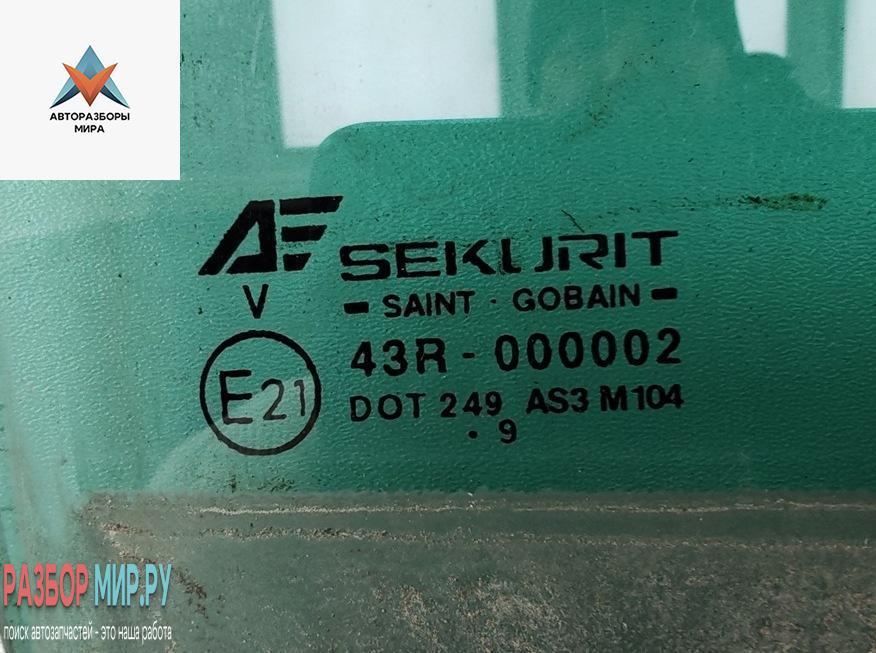 АВТОРАЗБОРЫ
МИРА
AF SEKURIT
V - SAINT · GOBAIN -
E21 43R - 000002
DOT 249 AS3 M104
. 9
РАЗБОР МИР.РУ
поиск автозапчастей - это наша работа